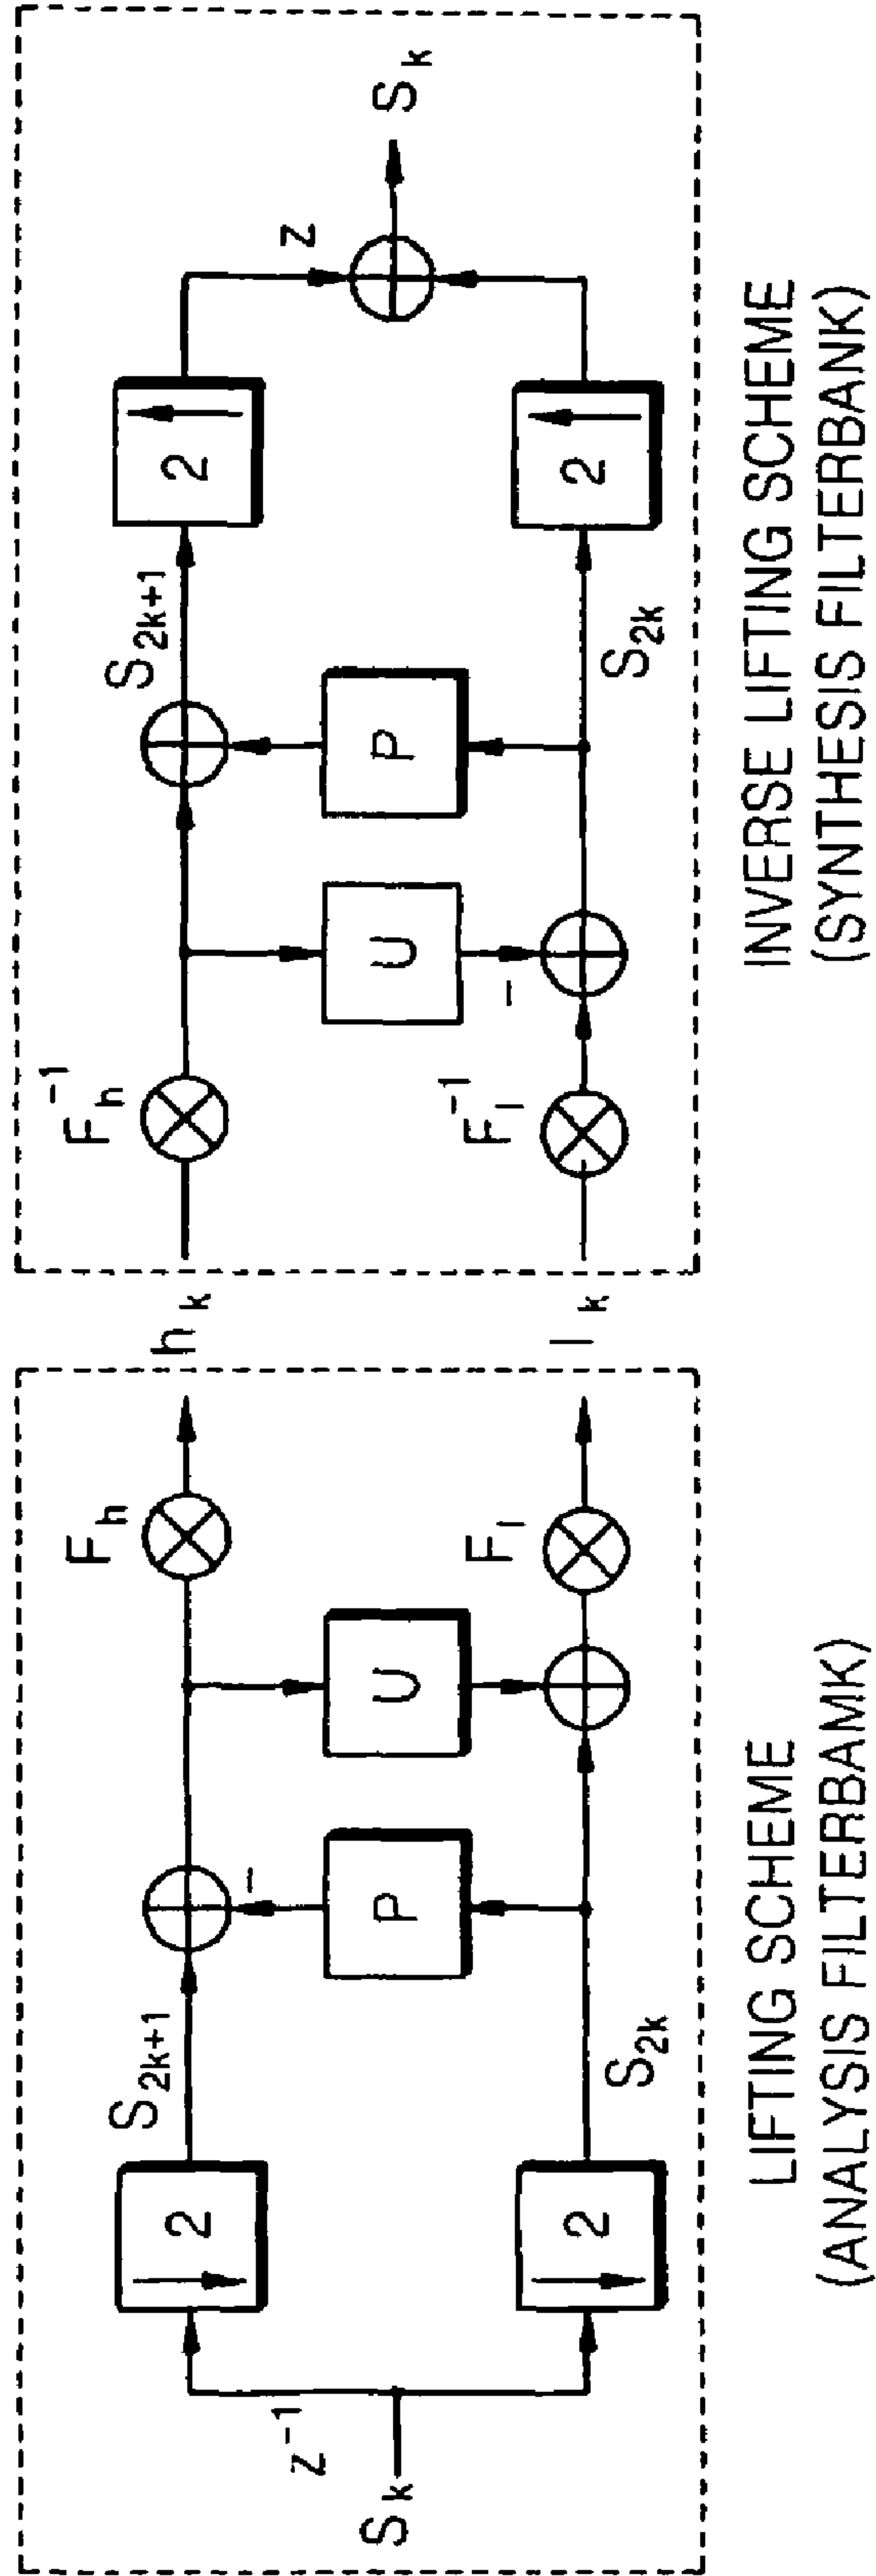 S_k
z^-1
2
2
S_2k+1
S_2k
-
P
U
F_h
F_l
h_k
l_k
LIFTING SCHEME
(ANALYSIS FILTERBAMK)
F_h^-1
F_l^-1
U
-
P
S_2k+1
S_2k
2
2
z
S_k
INVERSE LIFTING SCHEME
(SYNTHESIS FILTERBANK)